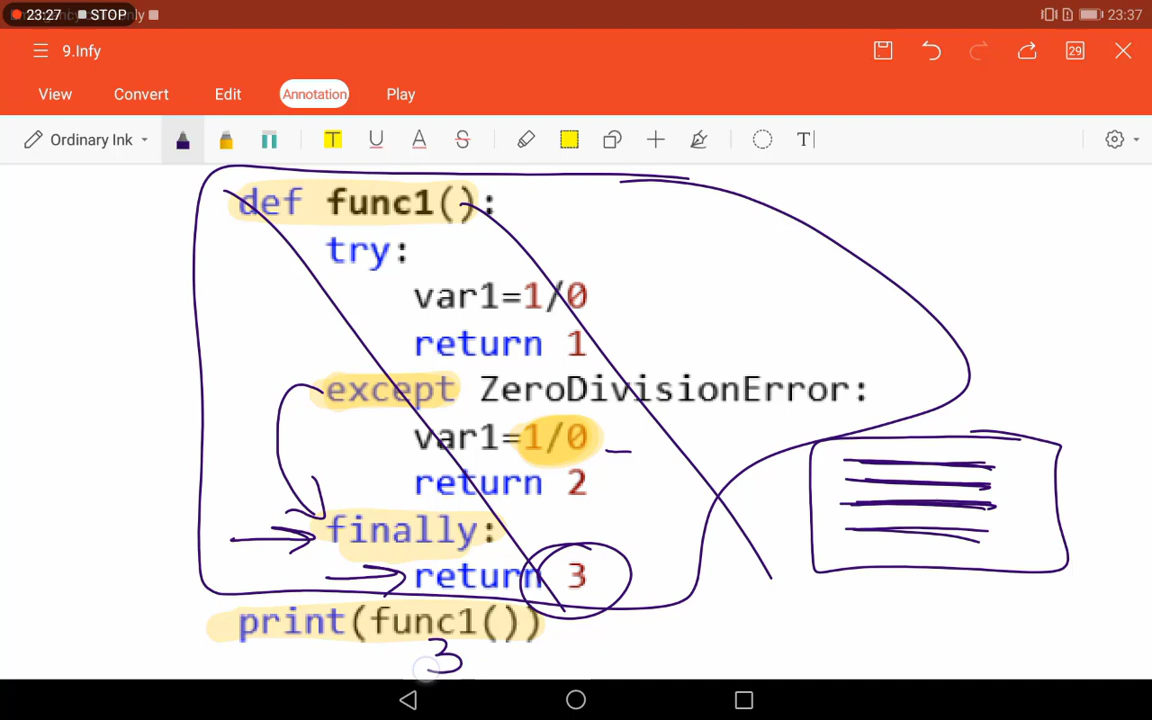 23:27 STOP only 23:37
9.Infy 29
View Convert Edit Annotation Play
Ordinary Ink T U A S T
def func1():
try:
var1=1/0
return 1
except ZeroDivisionError:
var1=1/0
return 2
finally:
return 3
print(func1())
3